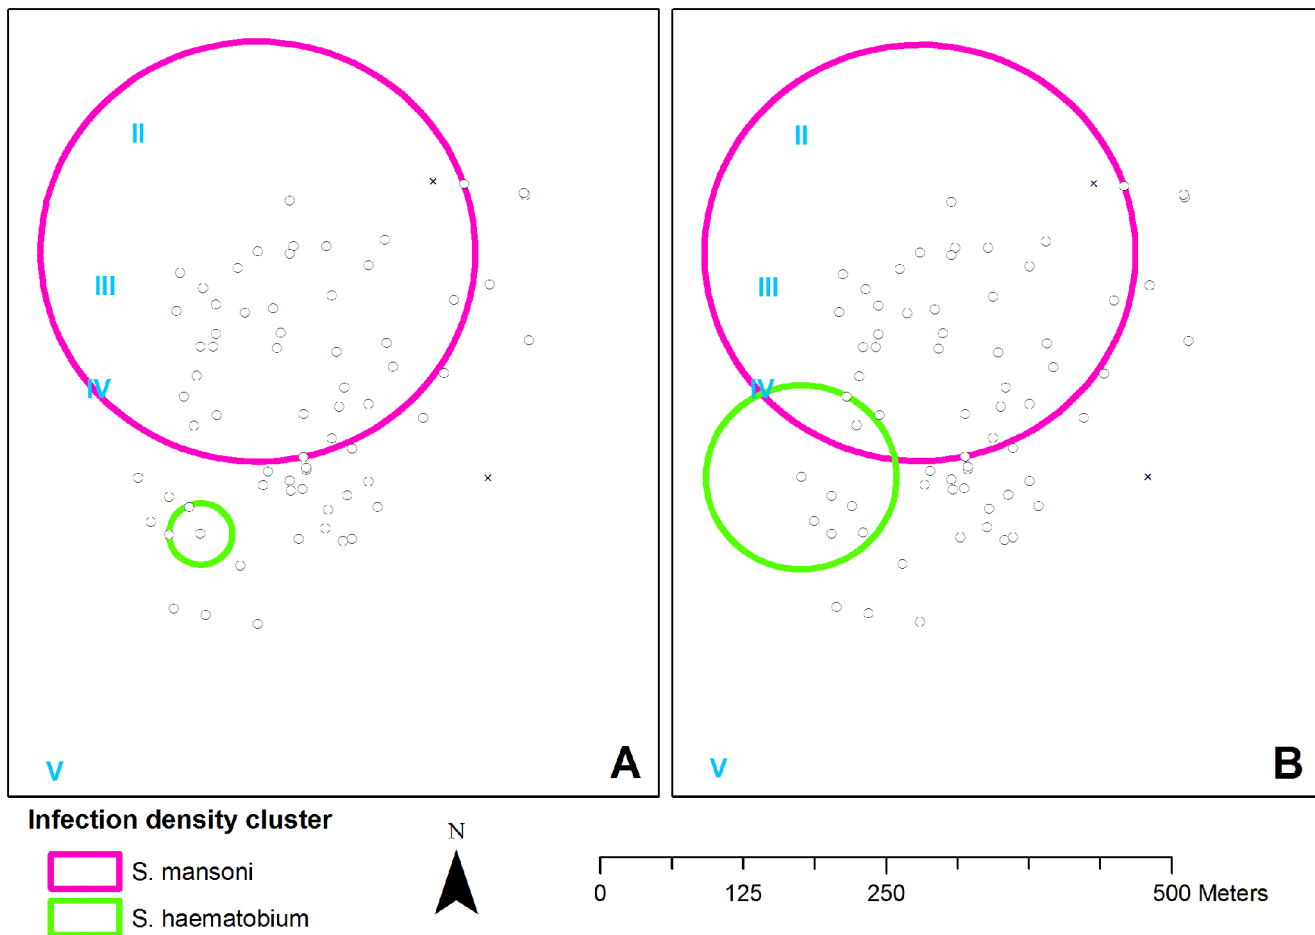 II
III
IV
V
A
II
III
IV
V
B
Infection density cluster
S. mansoni
S. haematobium
N
0 125 250 500 Meters